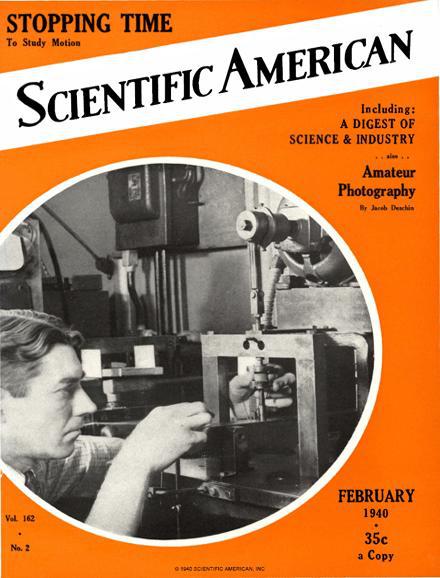 STOPPING TIME
To Study Motion
SCIENTIFIC AMERICAN
Including:
A DIGEST OF
SCIENCE & INDUSTRY
.. also ..
Amateur
Photography
By Jacob Deschin
FEBRUARY
1940
•
35c
a Copy
Vol. 162
•
No. 2
© 1940 SCIENTIFIC AMERICAN, INC